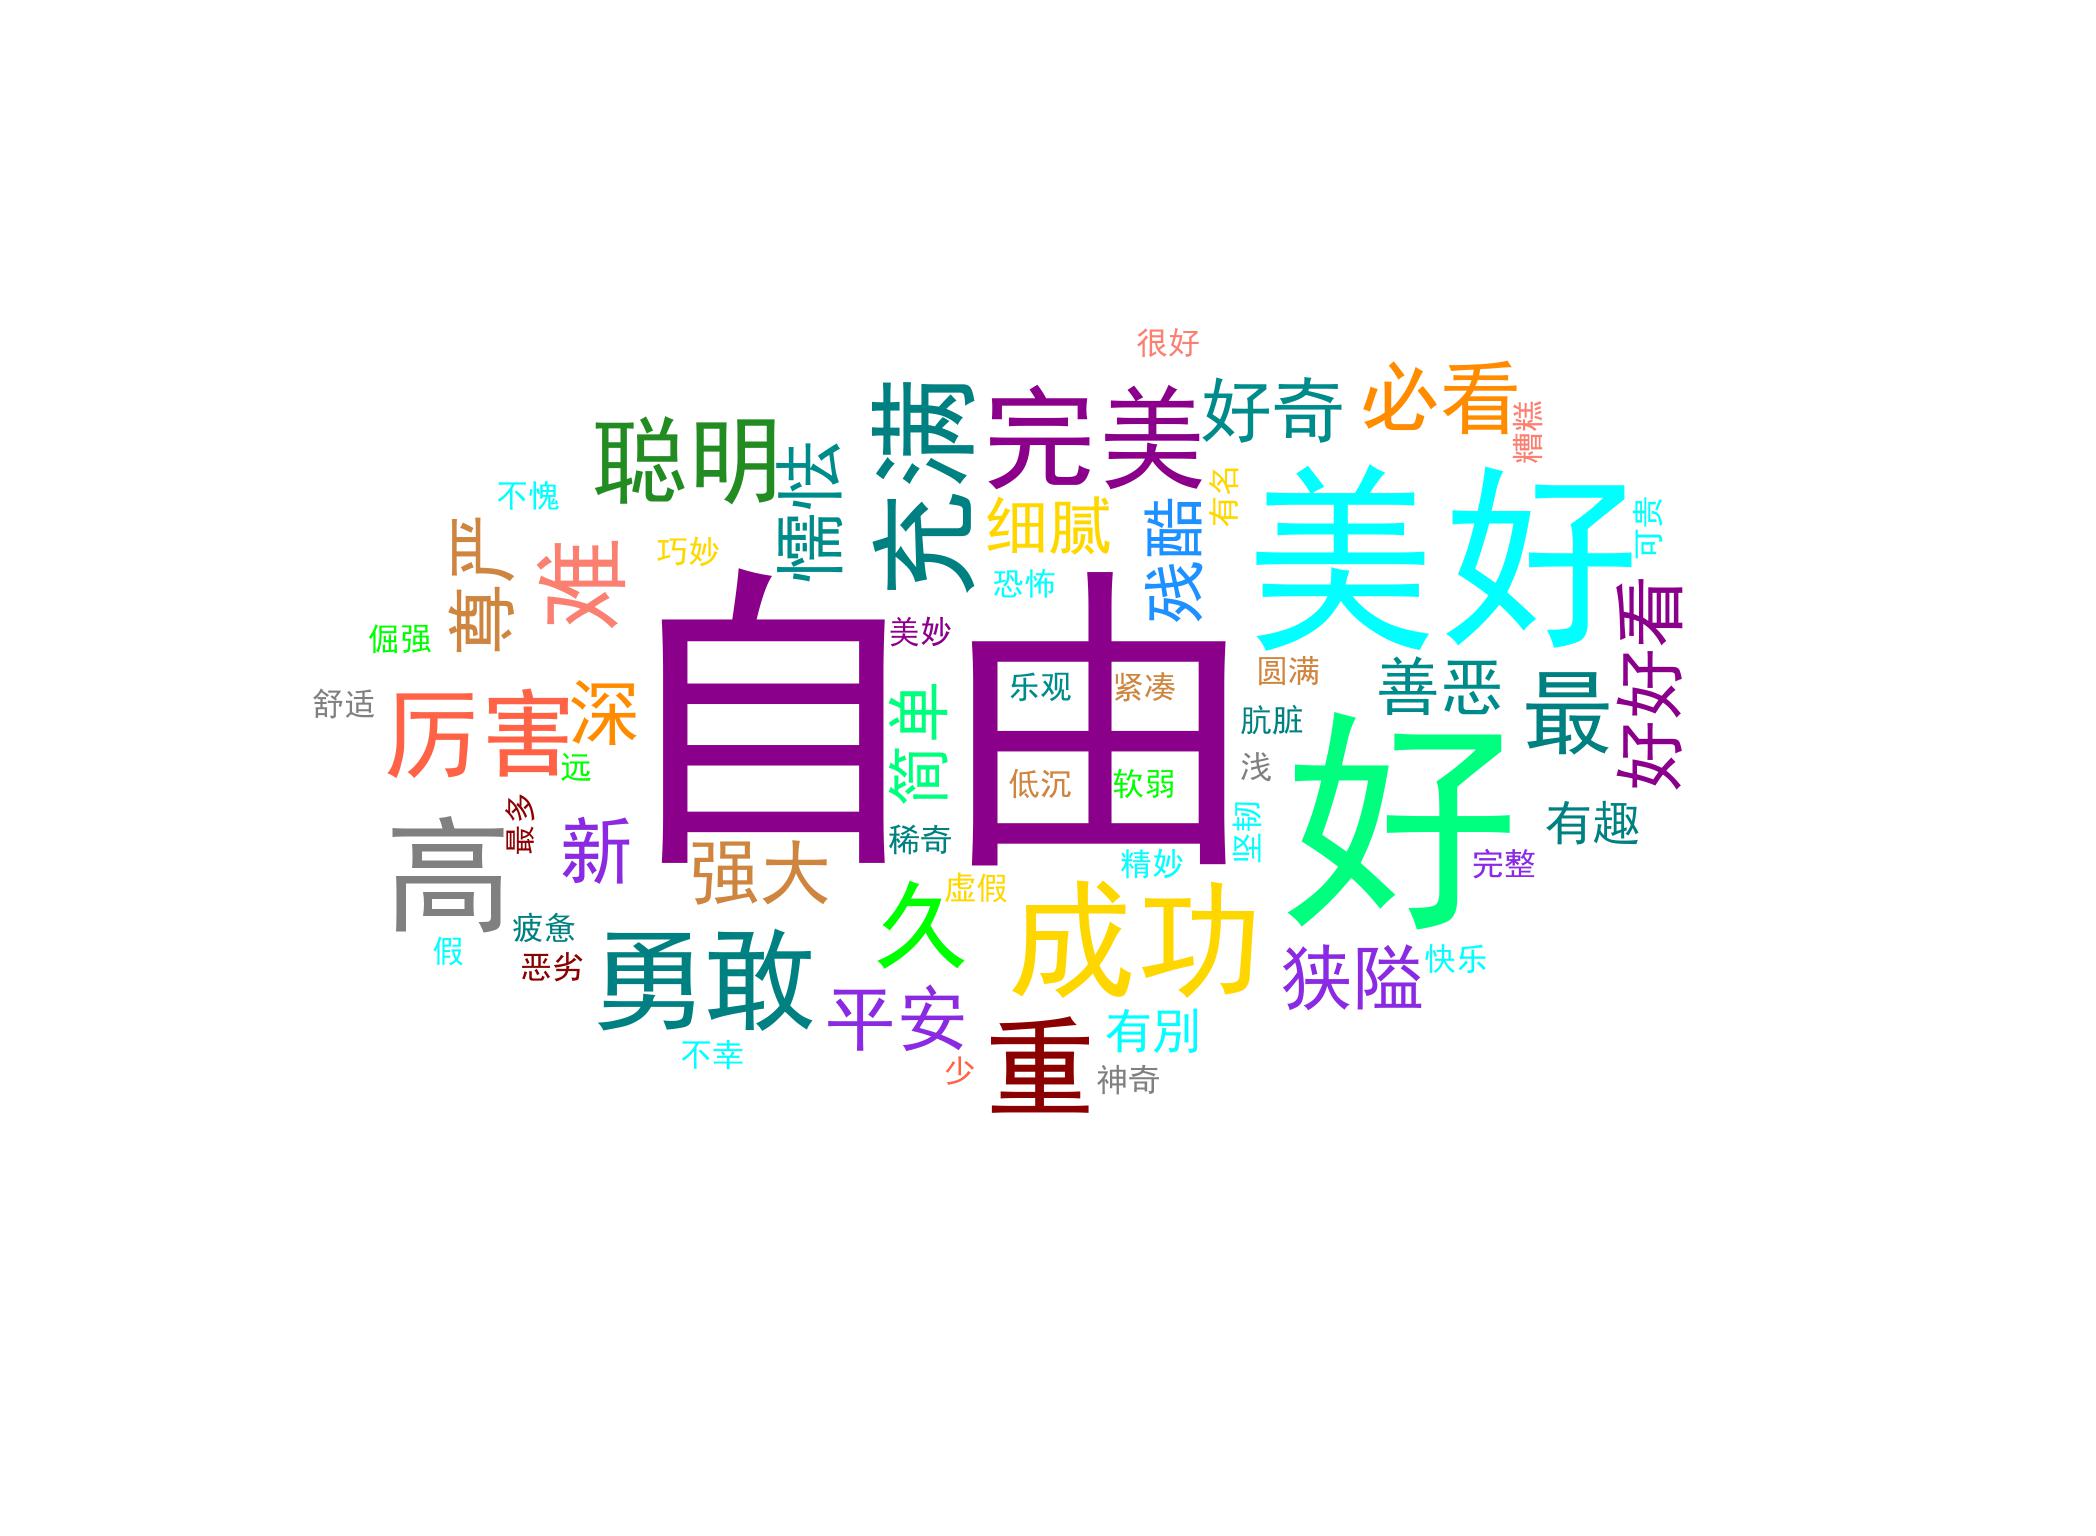 很好
必看
好奇
完美
充满
聪明
懦怯
糟糕
有名
美好
不愧
细腻
残酷
可贵
尊严
难
巧妙
恐怖
倔强
美妙
自由
好好看
圆满
善恶
最
舒适
厉害
深
简单
乐观
紧凑
肮脏
远
低沉
软弱
浅
好
最多
高
新
强大
稀奇
精妙
坚韧
有趣
完整
虚假
疲惫
假
恶劣
勇敢
久
成功
狭隘
快乐
平安
重
有别
不幸
少
神奇